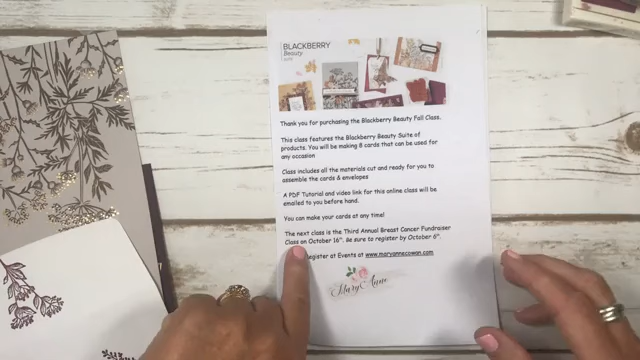 BLACKBERRY
Beauty
SUITE
Thank you for purchasing the Blackberry Beauty Fall Class.
This class features the Blackberry Beauty Suite of
products. You will be making 8 cards that can be used for
any occasion
Class includes all the materials cut and ready for you to
assemble the cards & envelopes
A PDF Tutorial and video link for this online class will be
emailed to you before hand.
You can make your cards at any time!
The next class is the Third Annual Breast Cancer Fundraiser
Class on October 16th. Be sure to register by October 6th.
Register at Events at www.maryannecowan.com
MaryAnne